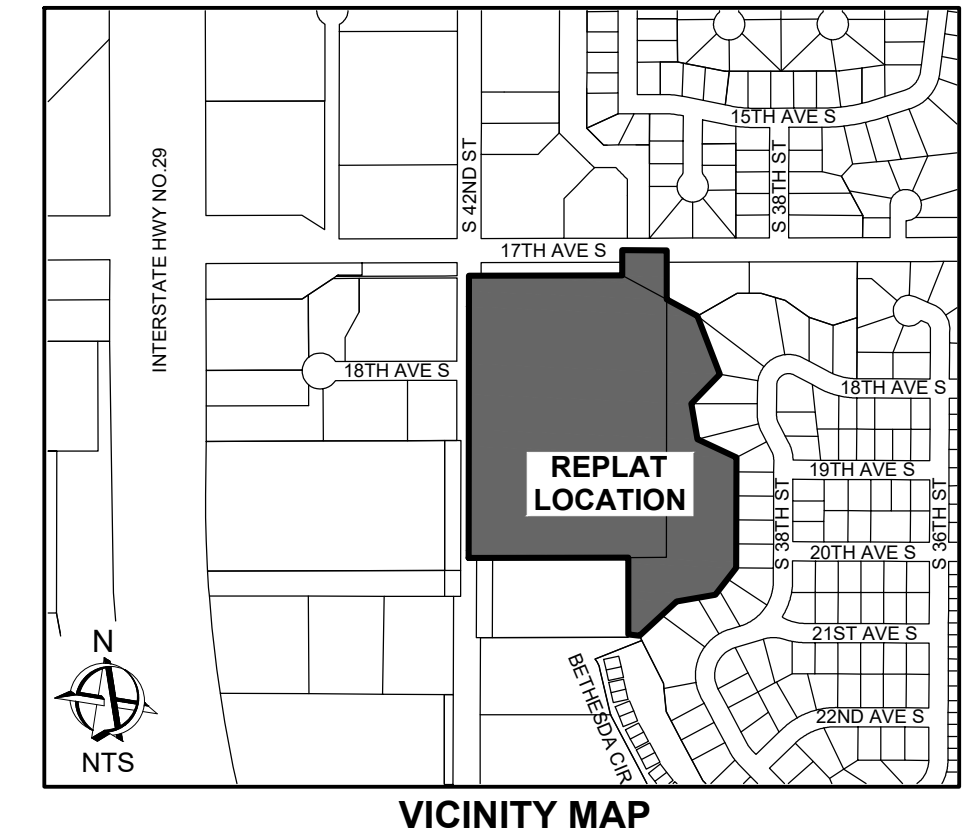 15TH AVE S
S 38TH ST
S 42ND ST
INTERSTATE HWY NO.29
17TH AVE S
18TH AVE S
18TH AVE S
REPLAT
LOCATION
19TH AVE S
S 38TH ST
S 36TH ST
20TH AVE S
21ST AVE S
BETHESDA CIR
22ND AVE S
N
NTS
VICINITY MAP